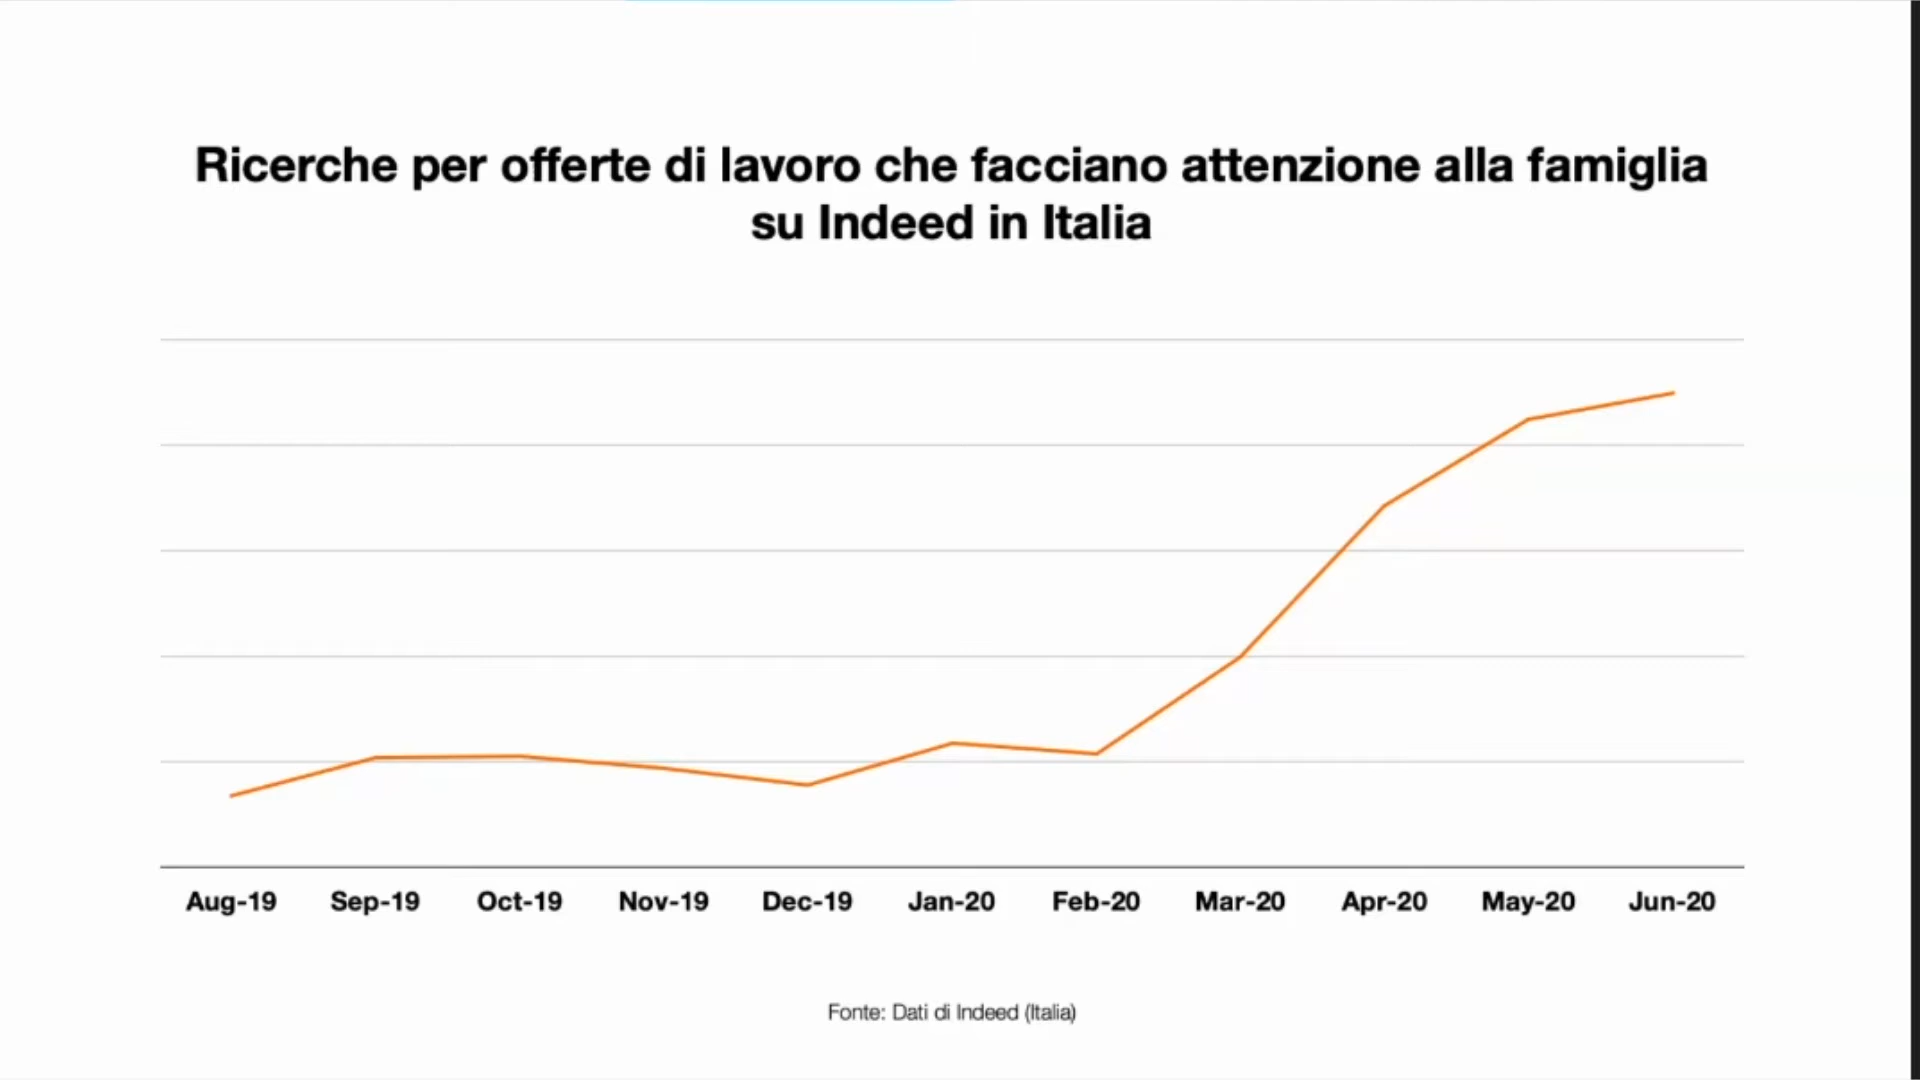 Ricerche per offerte di lavoro che facciano attenzione alla famiglia
su Indeed in Italia
Aug-19 Sep-19 Oct-19 Nov-19 Dec-19 Jan-20 Feb-20 Mar-20 Apr-20 May-20 Jun-20
Fonte: Dati di Indeed (Italia)